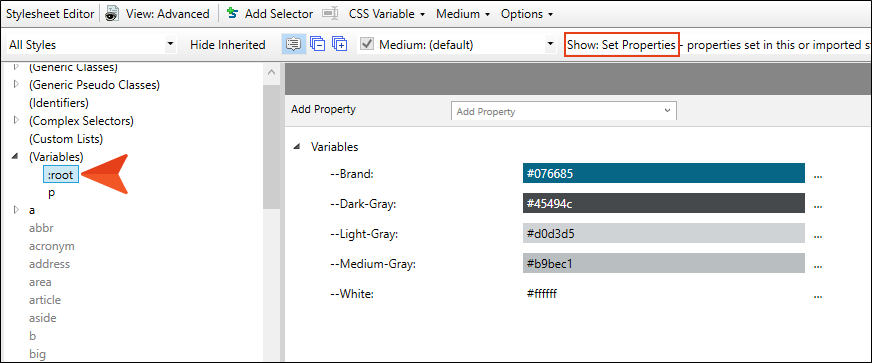 Stylesheet Editor View: Advanced Add Selector CSS Variable Medium Options
All Styles Hide Inherited Medium: (default) Show: Set Properties - properties set in this or imported s
(Generic Classes)
(Generic Pseudo Classes)
(Identifiers)
(Complex Selectors)
(Custom Lists)
(Variables)
:root
p
a
abbr
acronym
address
area
article
aside
b
big
Add Property Add Property
Variables
--Brand: #076685 ...
--Dark-Gray: #45494c ...
--Light-Gray: #d0d3d5 ...
--Medium-Gray: #b9bec1 ...
--White: #ffffff ...